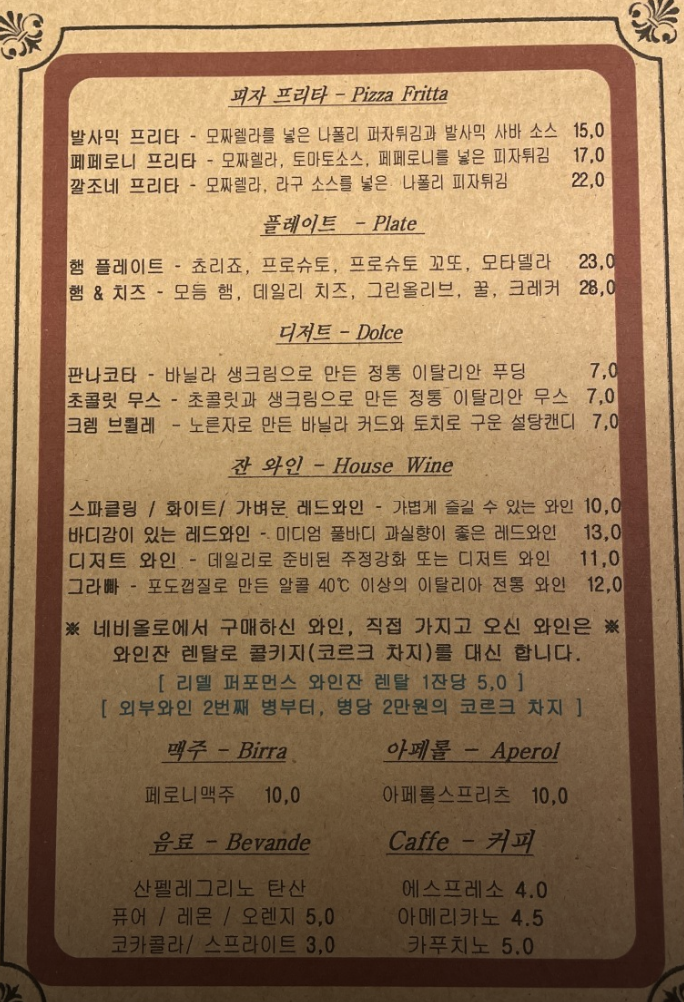 피자 프리타 - Pizza Fritta
발사믹 프리타 - 모짜렐라를 넣은 나폴리 피자튀김과 발사믹 사바 소스 15,0
페페로니 프리타 - 모짜렐라, 토마토소스, 페페로니를 넣은 피자튀김 17,0
깔조네 프리타 - 모짜렐라, 라구 소스를 넣은 나폴리 피자튀김 22,0
플레이트 - Plate
햄 플레이트 - 쵸리죠, 프로슈토, 프로슈토 꼬또, 모타델라 23,0
햄 & 치즈 - 모듬 햄, 데일리 치즈, 그린올리브, 꿀, 크레커 28,0
디저트 - Dolce
판나코타 - 바닐라 생크림으로 만든 정통 이탈리안 푸딩 7,0
초콜릿 무스 - 초콜릿과 생크림으로 만든 정통 이탈리안 무스 7,0
크렘 브륄레 - 노른자로 만든 바닐라 커드와 토치로 구운 설탕캔디 7,0
잔 와인 - House Wine
스파클링 / 화이트/ 가벼운 레드와인 - 가볍게 즐길 수 있는 와인 10,0
바디감이 있는 레드와인 - 미디엄 풀바디 과실향이 좋은 레드와인 13,0
디저트 와인 - 데일리로 준비된 주정강화 또는 디저트 와인 11,0
그라빠 - 포도껍질로 만든 알콜 40℃ 이상의 이탈리아 전통 와인 12,0
※ 네비올로에서 구매하신 와인, 직접 가지고 오신 와인은 ※
와인잔 렌탈로 콜키지(코르크 차지)를 대신 합니다.
[ 리델 퍼포먼스 와인잔 렌탈 1잔당 5,0 ]
[ 외부와인 2번째 병부터, 병당 2만원의 코르크 차지 ]
맥주 - Birra
페로니맥주 10,0
아페롤 - Aperol
아페롤스프리츠 10,0
음료 - Bevande
산펠레그리노 탄산
퓨어 / 레몬 / 오렌지 5,0
코카콜라/ 스프라이트 3,0
Caffe - 커피
에스프레소 4.0
아메리카노 4.5
카푸치노 5.0